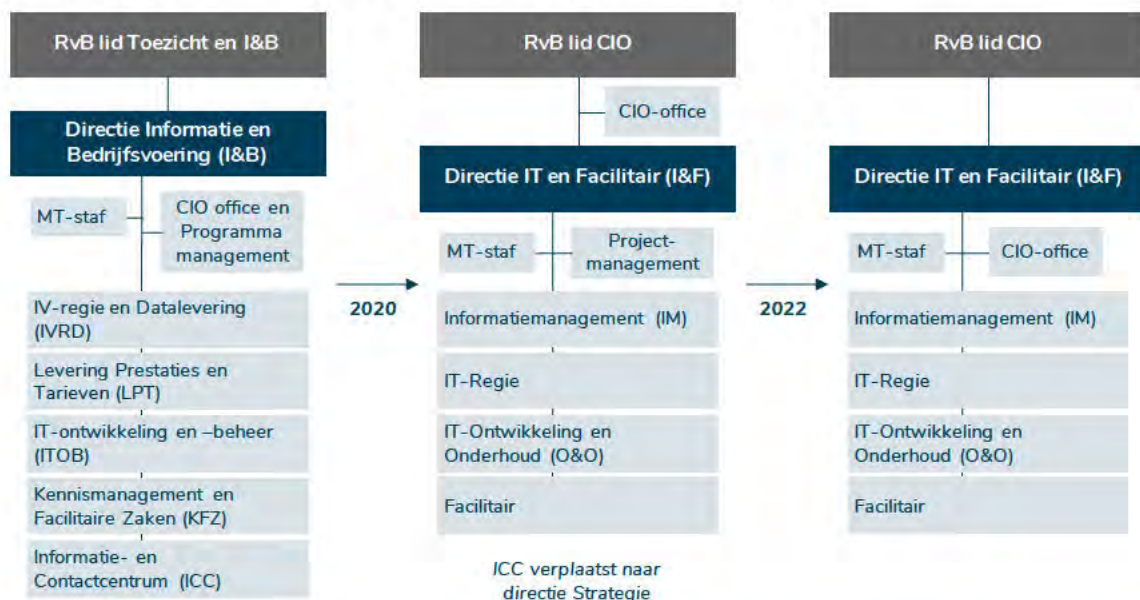 RvB lid Toezicht en I&B
Directie Informatie en
Bedrijfsvoering (I&B)
MT-staf
CIO office en
Programma
management
IV-regie en Datalevering
(IVRD)
Levering Prestaties en
Tarieven (LPT)
IT-ontwikkeling en –beheer
(ITOB)
Kennismanagement en
Facilitaire Zaken (KFZ)
Informatie- en
Contactcentrum (ICC)
2020
RvB lid CIO
CIO-office
Directie IT en Facilitair (I&F)
MT-staf
Project-
management
Informatiemanagement (IM)
IT-Regie
IT-Ontwikkeling en
Onderhoud (O&O)
Facilitair
ICC verplaatst naar
directie Strategie
2022
RvB lid CIO
Directie IT en Facilitair (I&F)
MT-staf
CIO-office
Informatiemanagement (IM)
IT-Regie
IT-Ontwikkeling en
Onderhoud (O&O)
Facilitair